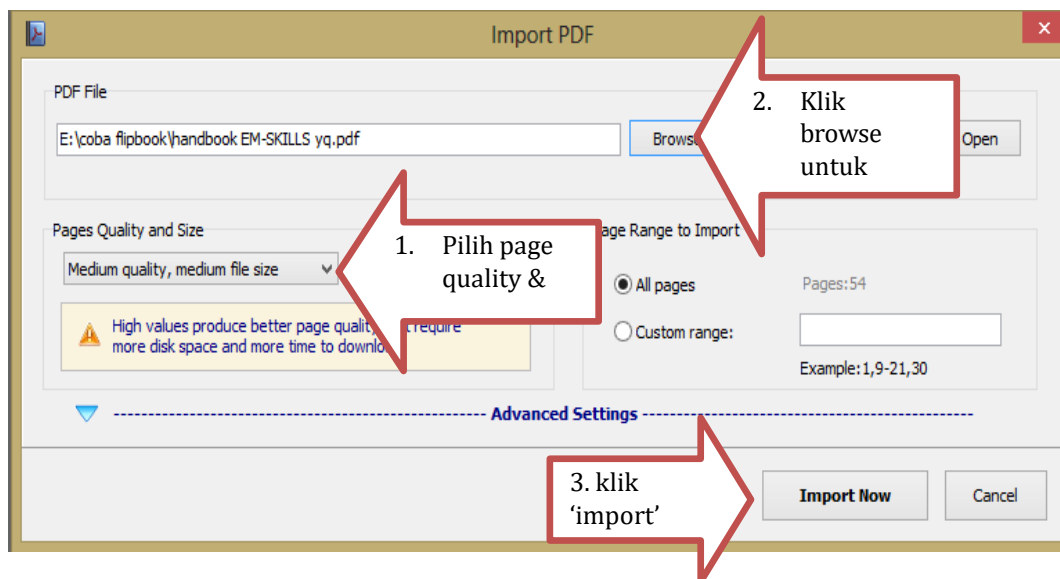 Import PDF
x
PDF File
2. Klik
browse
untuk
E:\coba flipbook\handbook EM-SKILLS yq.pdf
Open
Pages Quality and Size
1. Pilih page
quality &
Range to Import
Medium quality, medium file size
All pages
Pages:54
High values produce better page quality
require
more disk space and more time to
Custom range:
Example:1,9-21,30
Advanced Settings
3. klik
‘import’
Import Now
Cancel